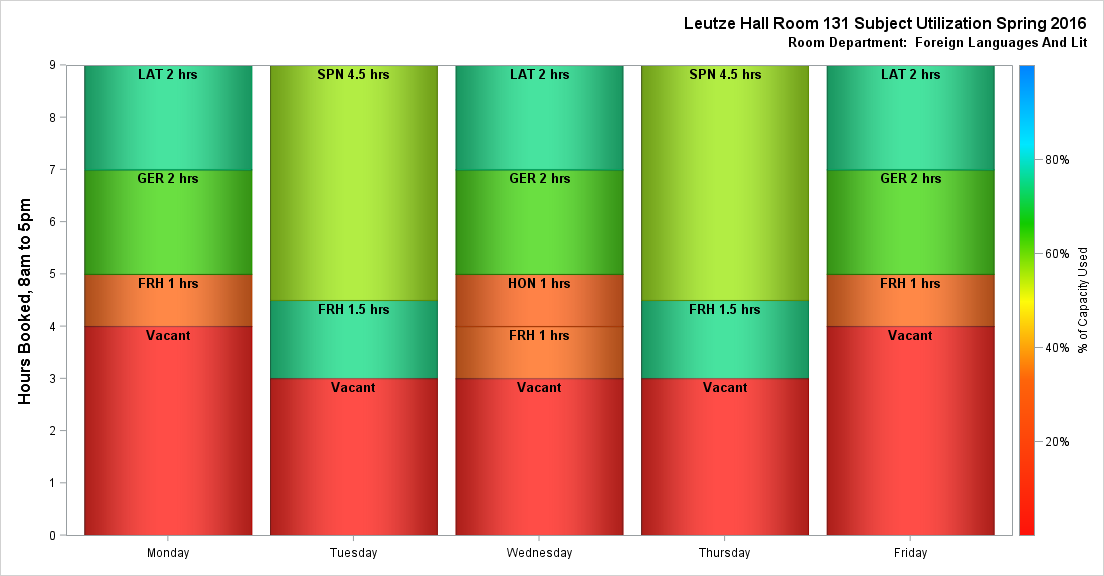 Leutze Hall Room 131 Subject Utilization Spring 2016
Room Department: Foreign Languages And Lit
Hours Booked, 8am to 5pm
9
8
7
6
5
4
3
2
1
0
LAT 2 hrs
GER 2 hrs
FRH 1 hrs
Vacant
SPN 4.5 hrs
FRH 1.5 hrs
Vacant
LAT 2 hrs
GER 2 hrs
HON 1 hrs
FRH 1 hrs
Vacant
SPN 4.5 hrs
FRH 1.5 hrs
Vacant
LAT 2 hrs
GER 2 hrs
FRH 1 hrs
Vacant
Monday
Tuesday
Wednesday
Thursday
Friday
80%
60%
40%
20%
% of Capacity Used